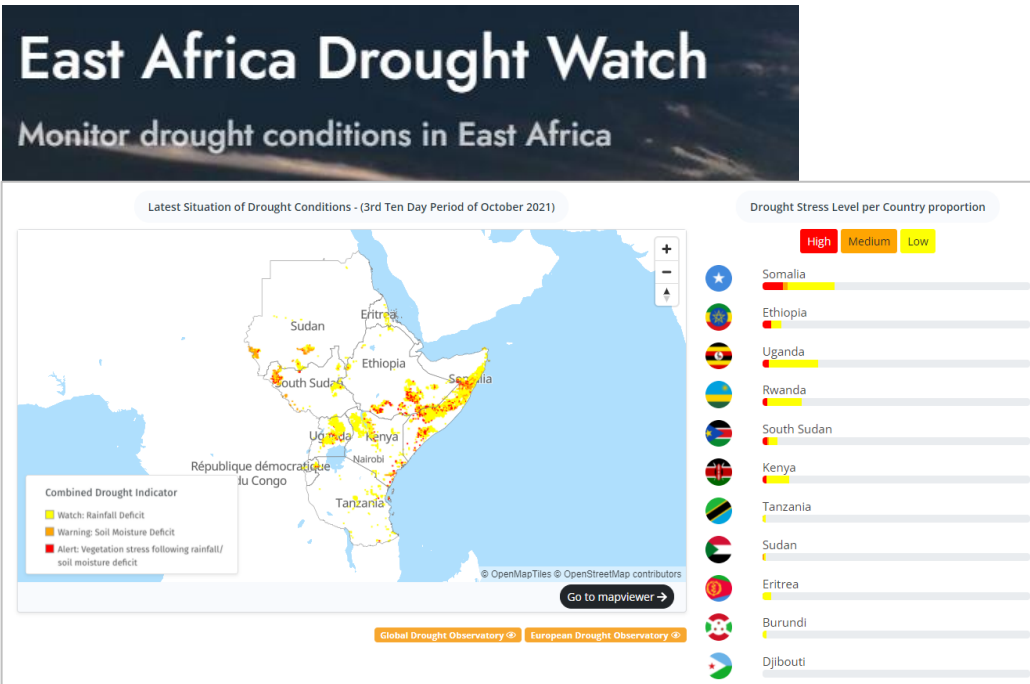 East Africa Drought Watch
Monitor drought conditions in East Africa
Latest Situation of Drought Conditions - (3rd Ten Day Period of October 2021)
Sudan
Eritrea
Ethiopia
South Sudan
Somalia
Uganda
Kenya
Nairobi
République démocratique
du Congo
Tanzania
Combined Drought Indicator
Watch: Rainfall Deficit
Warning: Soil Moisture Deficit
Alert: Vegetation stress following rainfall/
soil moisture deficit
© OpenMapTiles © OpenStreetMap contributors
Go to mapviewer
Global Drought Observatory
European Drought Observatory
Drought Stress Level per Country proportion
High Medium Low
Somalia
Ethiopia
Uganda
Rwanda
South Sudan
Kenya
Tanzania
Sudan
Eritrea
Burundi
Djibouti